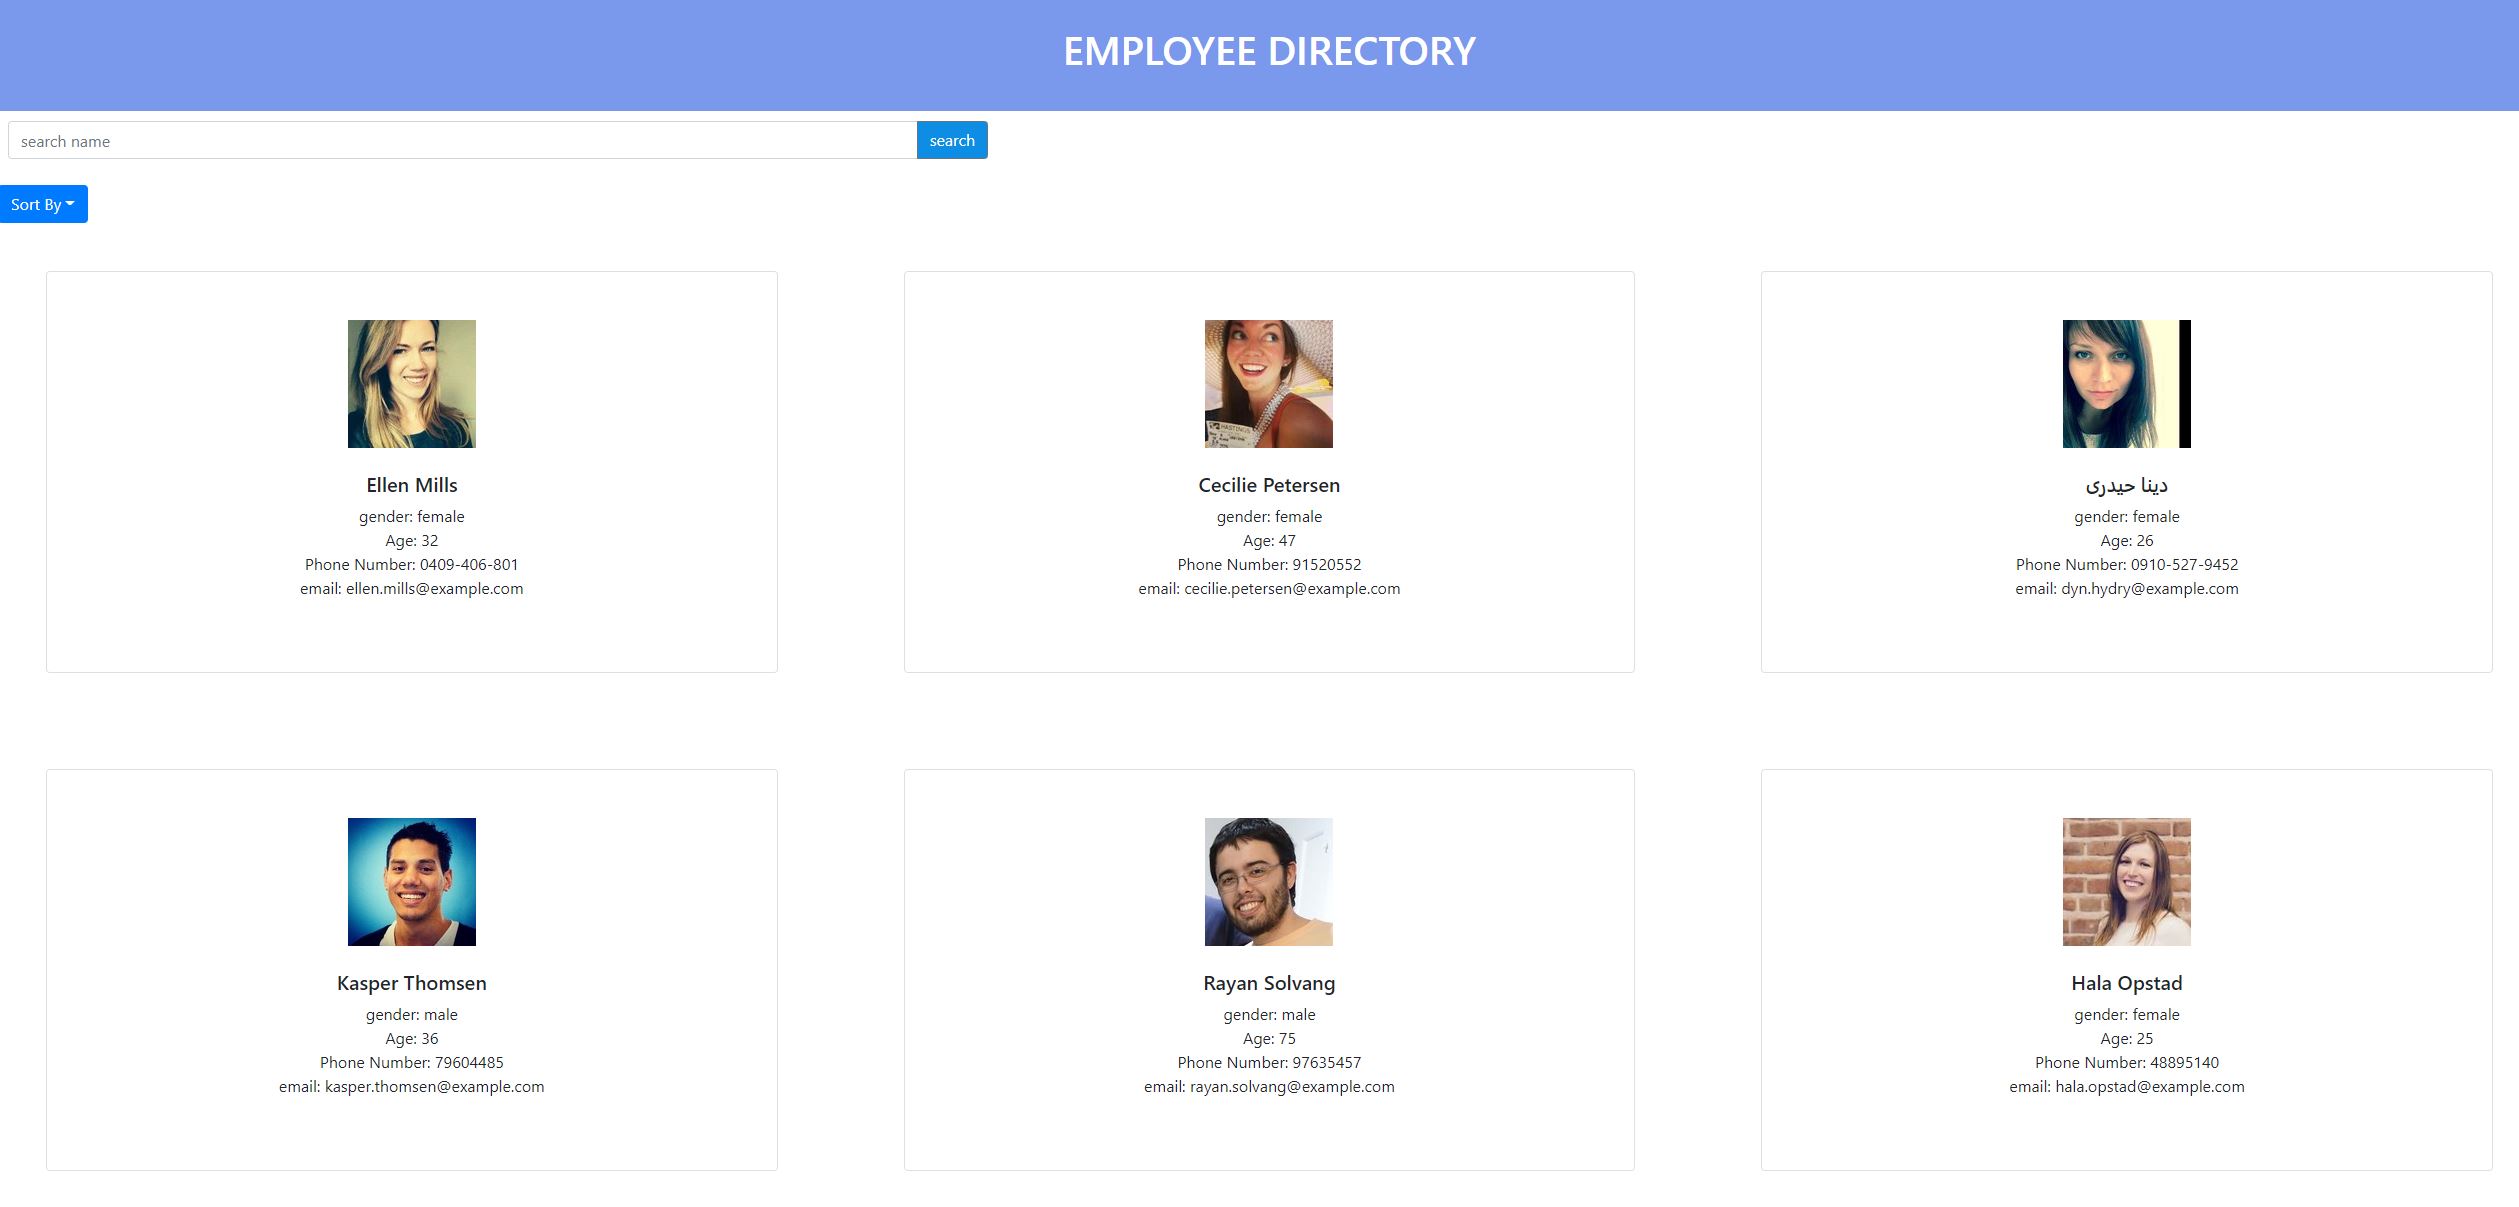 EMPLOYEE DIRECTORY
search name
search
Sort By
Ellen Mills
gender: female
Age: 32
Phone Number: 0409-406-801
email: ellen.mills@example.com
Cecilie Petersen
gender: female
Age: 47
Phone Number: 91520552
email: cecilie.petersen@example.com
دینا حیدری
gender: female
Age: 26
Phone Number: 0910-527-9452
email: dyn.hydry@example.com
Kasper Thomsen
gender: male
Age: 36
Phone Number: 79604485
email: kasper.thomsen@example.com
Rayan Solvang
gender: male
Age: 75
Phone Number: 97635457
email: rayan.solvang@example.com
Hala Opstad
gender: female
Age: 25
Phone Number: 48895140
email: hala.opstad@example.com